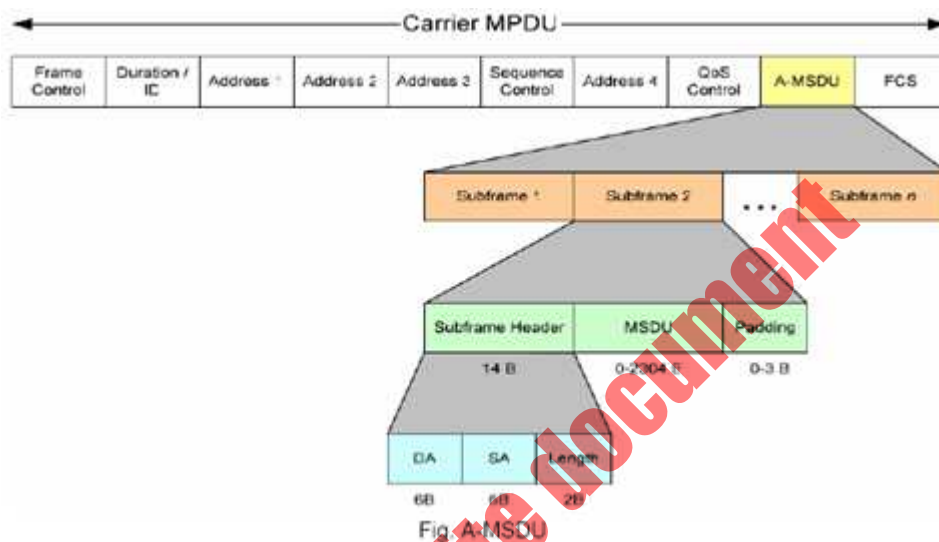 Carrier MPDU
Frame Control Duration / IC Address 1 Address 2 Address 3 Sequence Control Address 4 QoS Control A-MSDU FCS
Subframe 1 Subframe 2 ... Subframe n
Subframe Header MSDU Padding
14 B 0-2304 B 0-3 B
DA SA Length
6B 6B 2B
Fig. A-MSDU
document